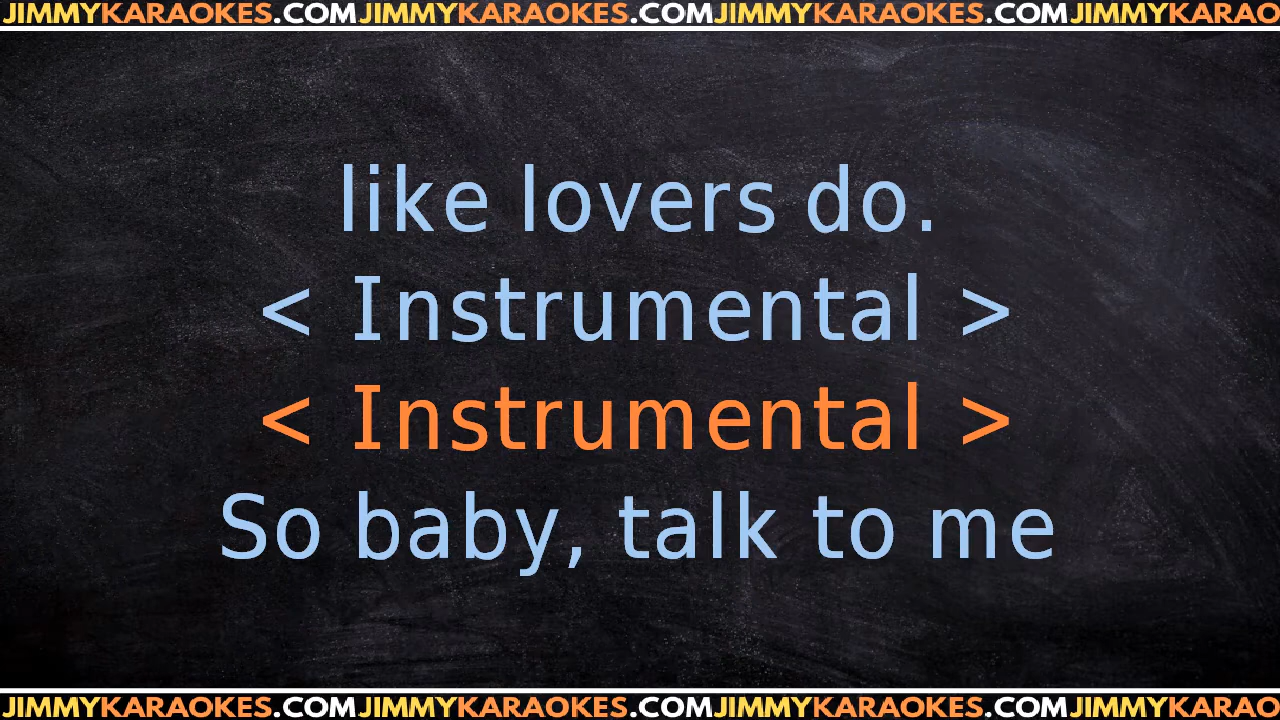 JIMMYKARAOKES.COMJIMMYKARAOKES.COMJIMMYKARAOKES.COMJIMMYKARAO
like lovers do.
< Instrumental >
< Instrumental >
So baby, talk to me
JIMMYKARAOKES.COMJIMMYKARAOKES.COMJIMMYKARAOKES.COMJIMMYKARAO